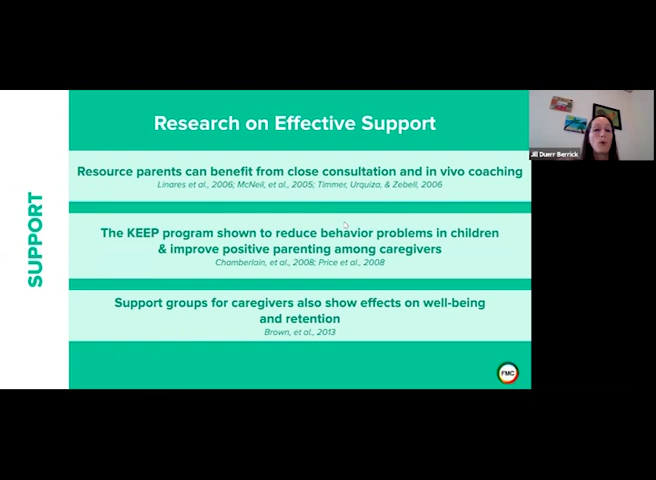 SUPPORT
Research on Effective Support
Resource parents can benefit from close consultation and in vivo coaching
Linares et al., 2006; McNeil, et al., 2005; Timmer, Urquiza, & Zebell, 2006
The KEEP program shown to reduce behavior problems in children
& improve positive parenting among caregivers
Chamberlain, et al., 2008; Price et al., 2008
Support groups for caregivers also show effects on well-being
and retention
Brown, et al., 2013
FMC
Jill Duerr Berrick